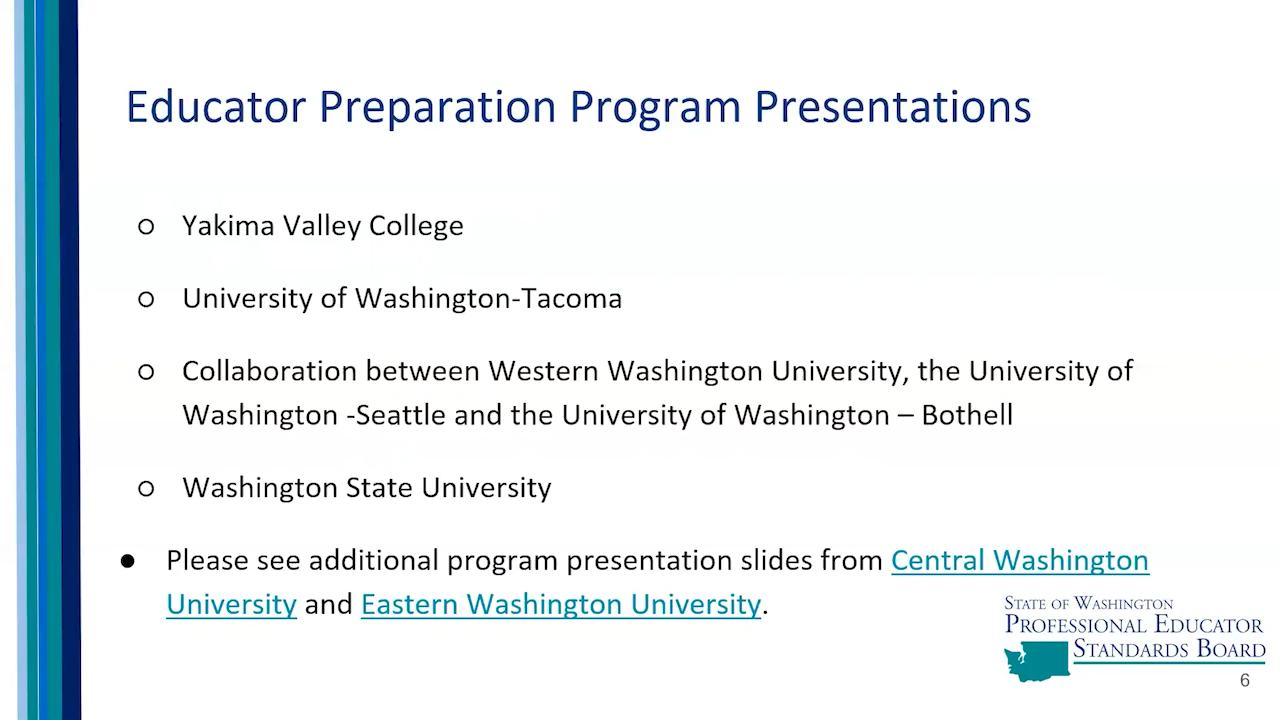 Educator Preparation Program Presentations
○ Yakima Valley College
○ University of Washington-Tacoma
○ Collaboration between Western Washington University, the University of
Washington -Seattle and the University of Washington – Bothell
○ Washington State University
● Please see additional program presentation slides from Central Washington
University and Eastern Washington University.
STATE OF WASHINGTON
PROFESSIONAL EDUCATOR
STANDARDS BOARD
6